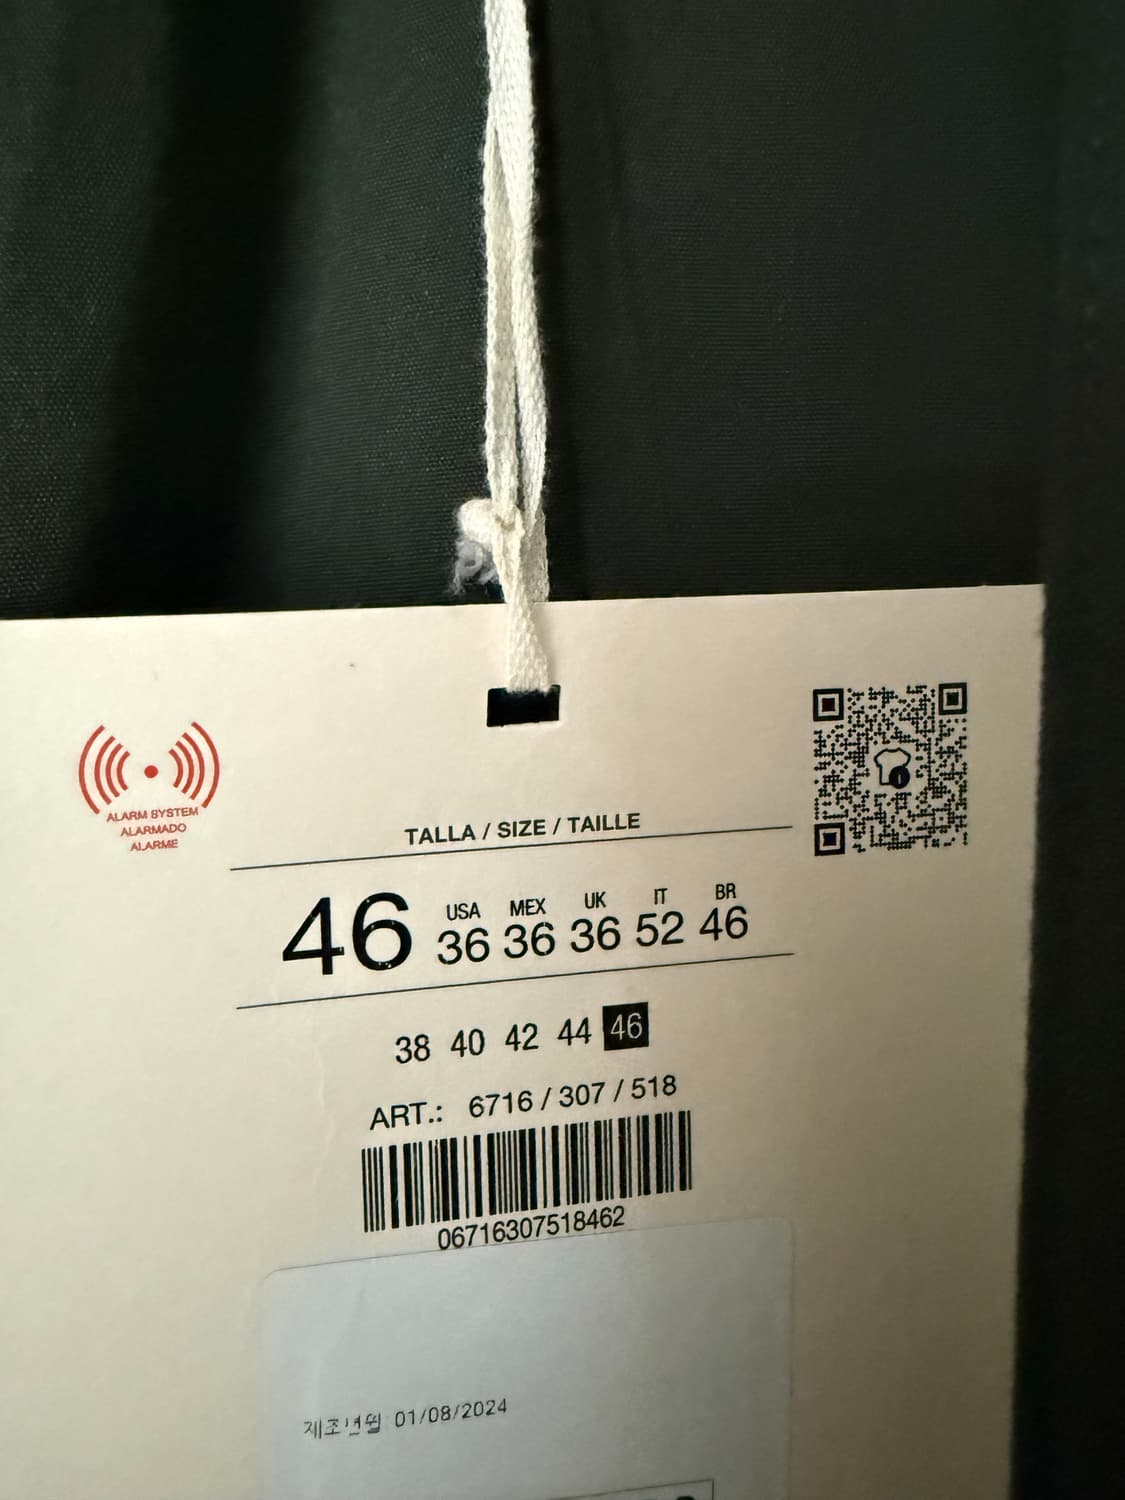 ALARM SYSTEM
ALARMADO
ALARME
TALLA / SIZE / TAILLE
46 USA 36 MEX 36 UK 36 IT 52 BR 46
38 40 42 44 46
ART.: 6716 / 307 / 518
06716307518462
제조년월 01/08/2024